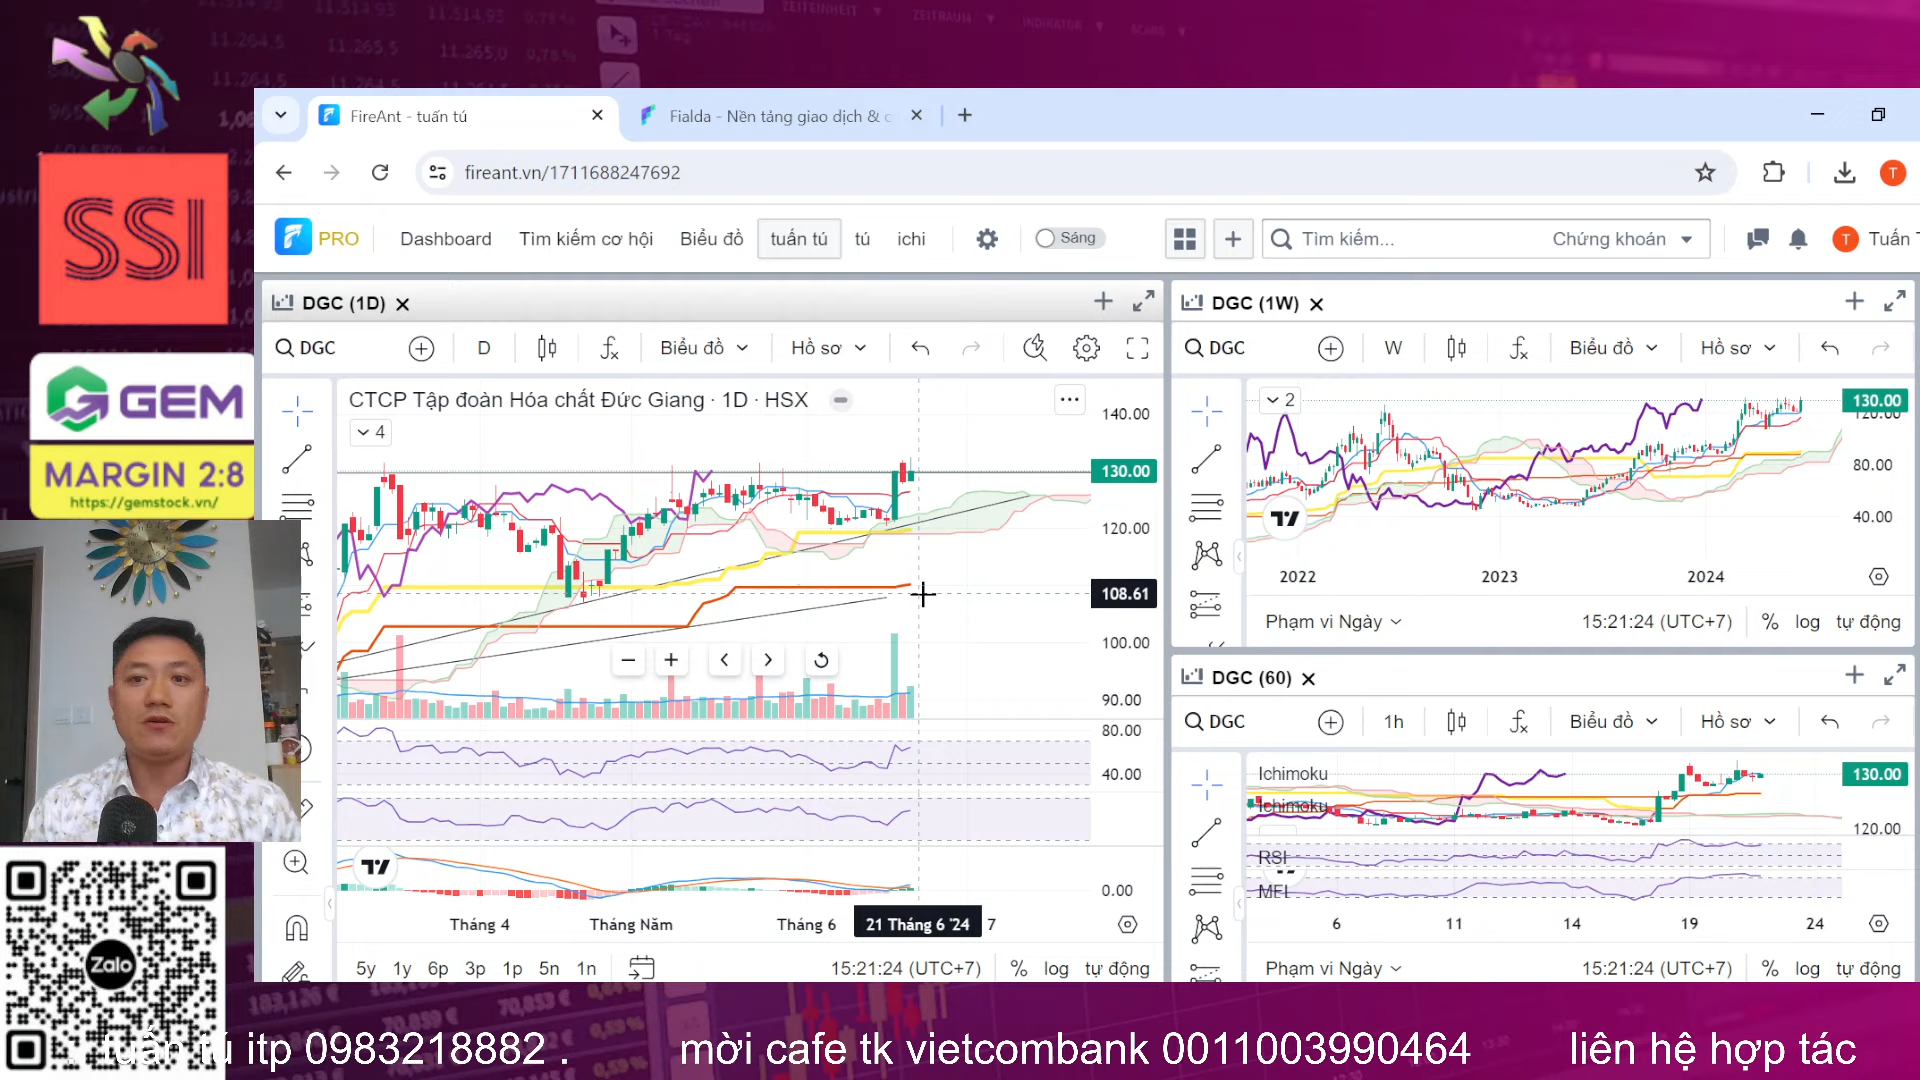 FireAnt - tuấn tú
Fialda - Nền tảng giao dịch & c
fireant.vn/1711688247692
T
PRO
Dashboard
Tìm kiếm cơ hội
Biểu đồ
tuấn tú
tú
ichi
Sáng
Tìm kiếm...
Chứng khoán
T
Tuấn T
SSI
GEM
MARGIN 2:8
https://gemstock.vn/
DGC (1D)
DGC
D
Biểu đồ
Hồ sơ
CTCP Tập đoàn Hóa chất Đức Giang · 1D · HSX
4
140.00
130.00
120.00
108.61
100.00
90.00
80.00
40.00
0.00
Tháng 4
Tháng Năm
Tháng 6
21 Tháng 6 '24
7
5y 1y 6p 3p 1p 5n 1n
15:21:24 (UTC+7)
% log tự động
DGC (1W)
DGC
W
Biểu đồ
Hồ sơ
2
130.00
120.00
80.00
40.00
2022
2023
2024
Phạm vi Ngày
15:21:24 (UTC+7)
% log tự động
DGC (60)
DGC
1h
Biểu đồ
Hồ sơ
Ichimoku
Ichimoku
RSI
MFI
130.00
120.00
6
11
14
19
24
Phạm vi Ngày
15:21:24 (UTC+7)
% log tự động
Zalo
tuấn tú itp 0983218882 .
mời cafe tk vietcombank 0011003990464
liên hệ hợp tác